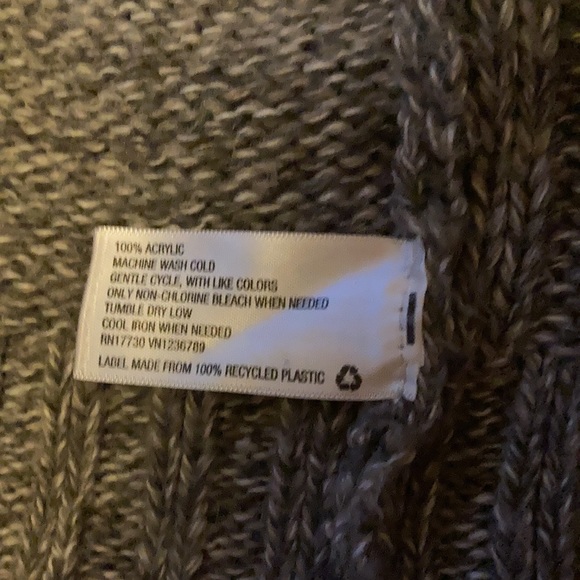 100% ACRYLIC
MACHINE WASH COLD
GENTLE CYCLE, WITH LIKE COLORS
ONLY NON-CHLORINE BLEACH WHEN NEEDED
TUMBLE DRY LOW
COOL IRON WHEN NEEDED
RN17730 VN1236789
LABEL MADE FROM 100% RECYCLED PLASTIC